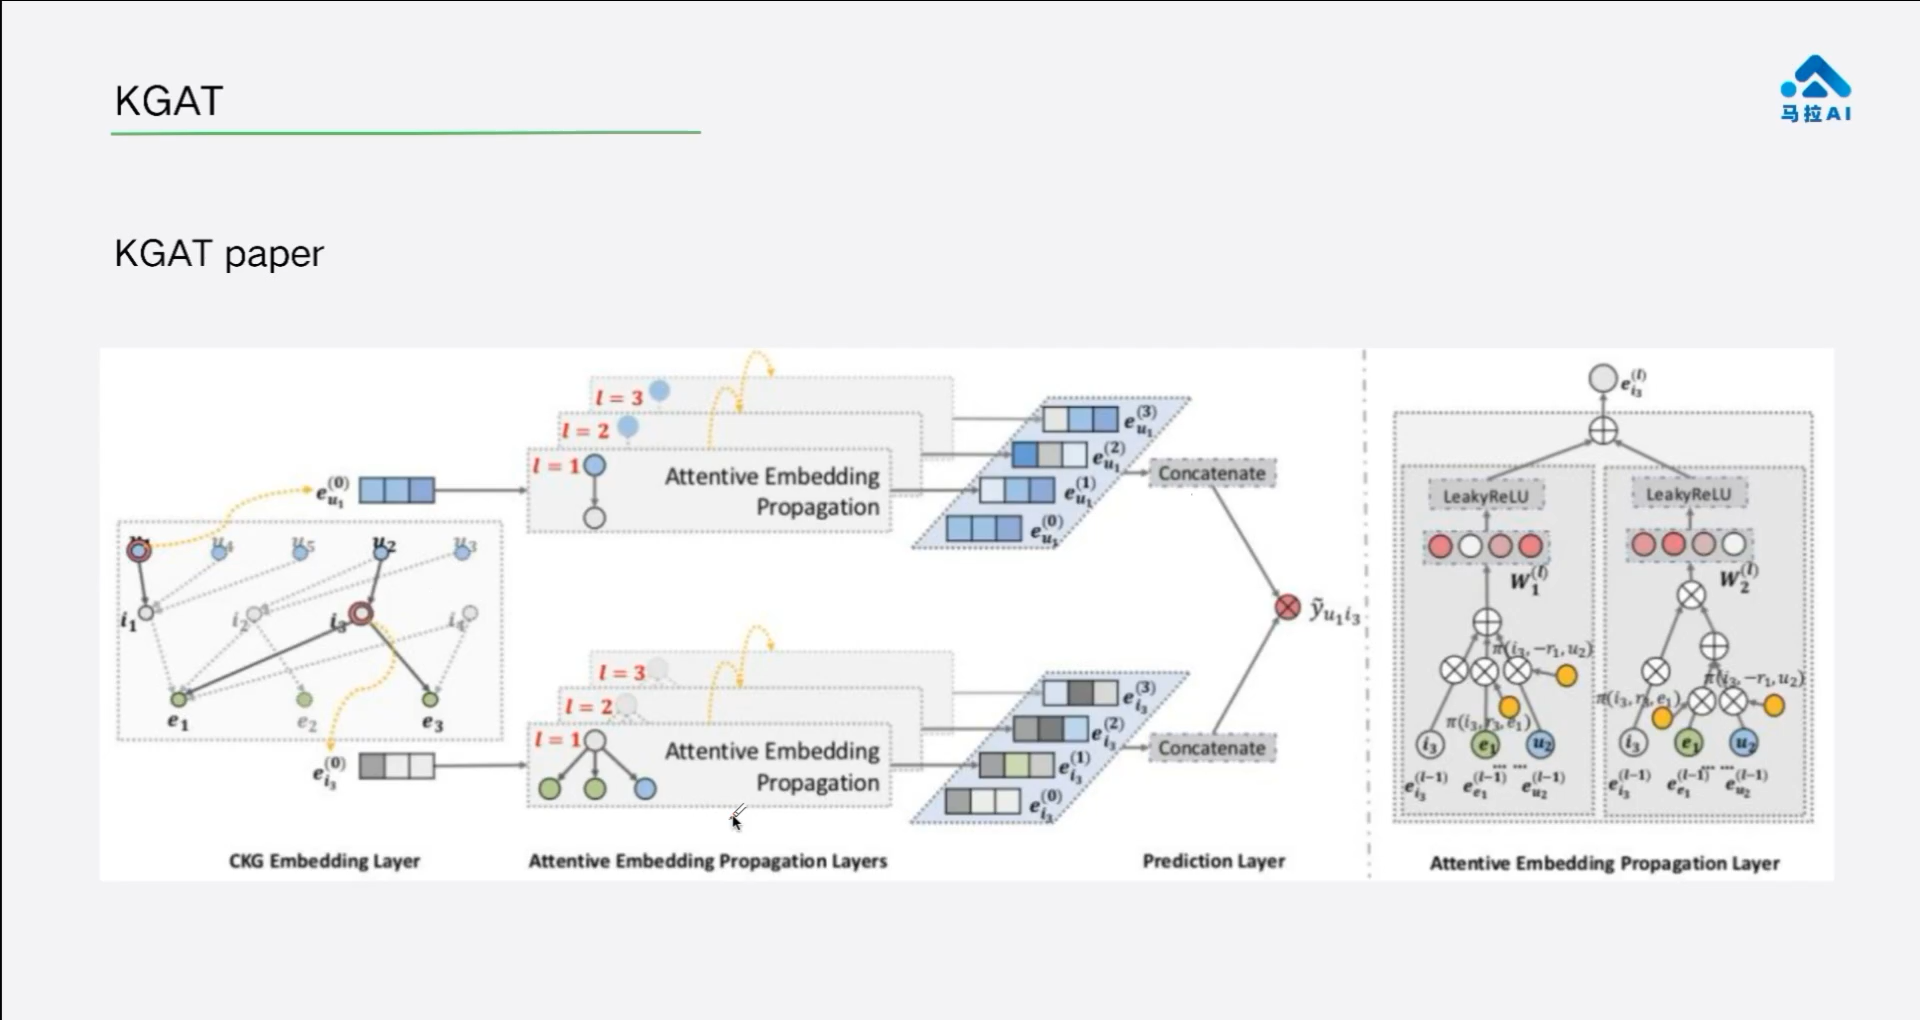 KGAT
马拉AI
KGAT paper
l = 3
l = 2
l = 1
Attentive Embedding
Propagation
e_{u_1}^{(0)}
e_{u_1}^{(3)}
e_{u_1}^{(2)}
e_{u_1}^{(1)}
e_{u_1}^{(0)}
Concatenate
u_4
u_5
u_2
u_3
i_1
i_2
i_3
i_4
e_1
e_2
e_3
ỹ_{u_1 i_3}
l = 3
l = 2
l = 1
Attentive Embedding
Propagation
e_{i_3}^{(0)}
e_{i_3}^{(3)}
e_{i_3}^{(2)}
e_{i_3}^{(1)}
e_{i_3}^{(0)}
Concatenate
CKG Embedding Layer
Attentive Embedding Propagation Layers
Prediction Layer
e_{i_3}^{(l)}
LeakyReLU
W_1^{(l)}
π(i_3, −r_1, u_2)
π(i_3, r_3, e_1)
i_3
e_1
u_2
... ...
e_{i_3}^{(l−1)}
e_{e_1}^{(l−1)}
e_{u_2}^{(l−1)}
LeakyReLU
W_2^{(l)}
π(i_3, −r_1, u_2)
π(i_3, r_3, e_1)
i_3
e_1
u_2
... ...
e_{i_3}^{(l−1)}
e_{e_1}^{(l−1)}
e_{u_2}^{(l−1)}
Attentive Embedding Propagation Layer